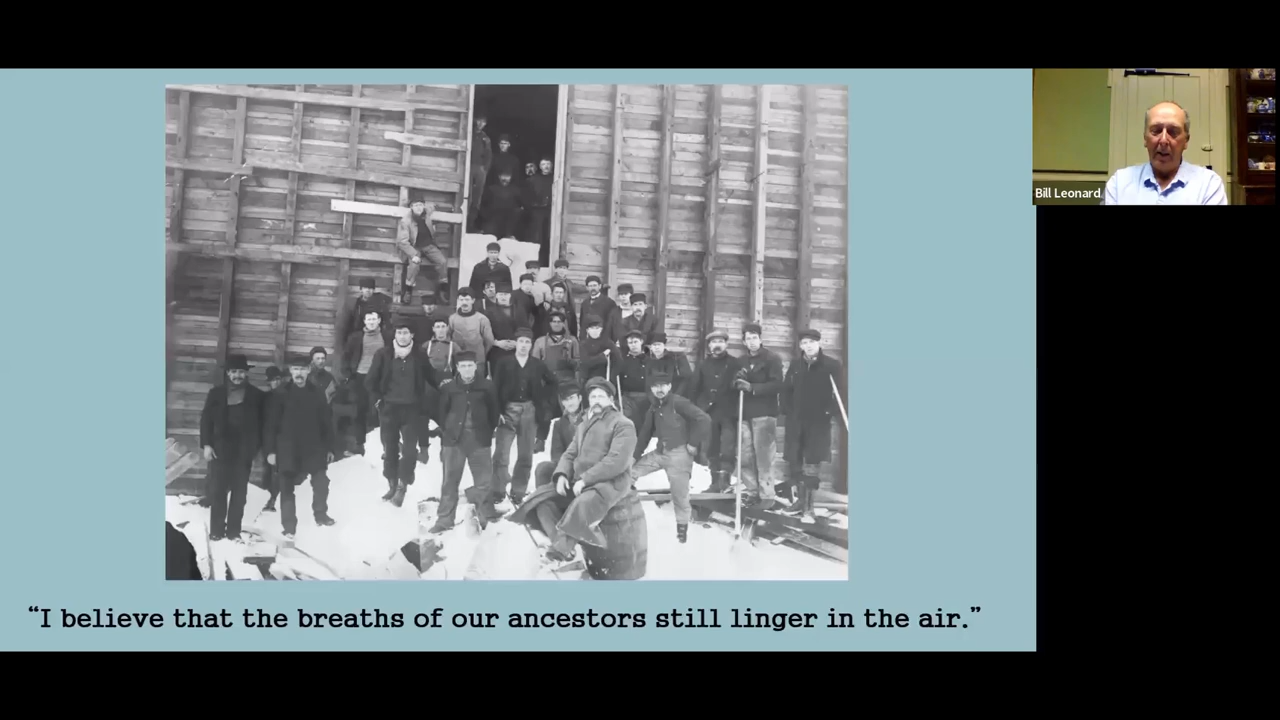 Bill Leonard
“I believe that the breaths of our ancestors still linger in the air.”